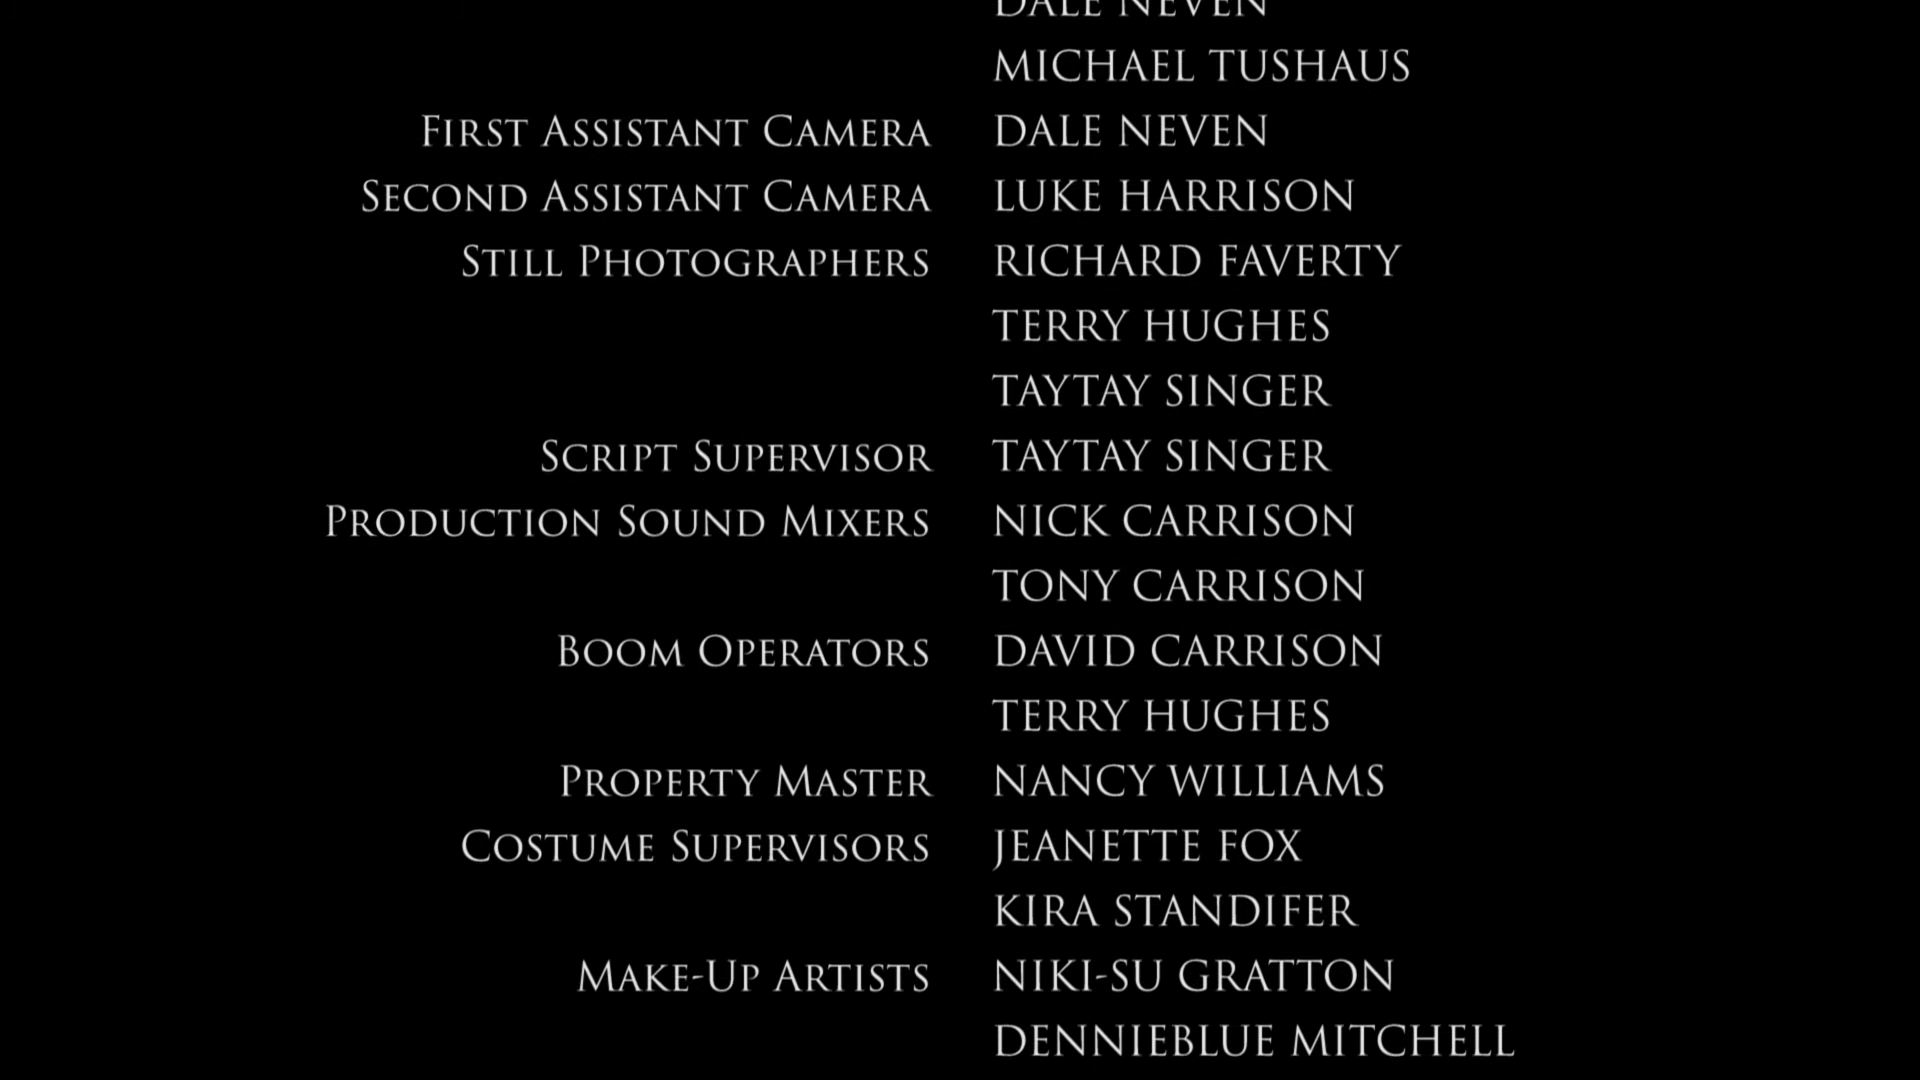 DALE NEVEN
MICHAEL TUSHAUS
First Assistant Camera DALE NEVEN
Second Assistant Camera LUKE HARRISON
Still Photographers RICHARD FAVERTY
TERRY HUGHES
TAYTAY SINGER
Script Supervisor TAYTAY SINGER
Production Sound Mixers NICK CARRISON
TONY CARRISON
Boom Operators DAVID CARRISON
TERRY HUGHES
Property Master NANCY WILLIAMS
Costume Supervisors JEANETTE FOX
KIRA STANDIFER
Make-Up Artists NIKI-SU GRATTON
DENNIEBLUE MITCHELL